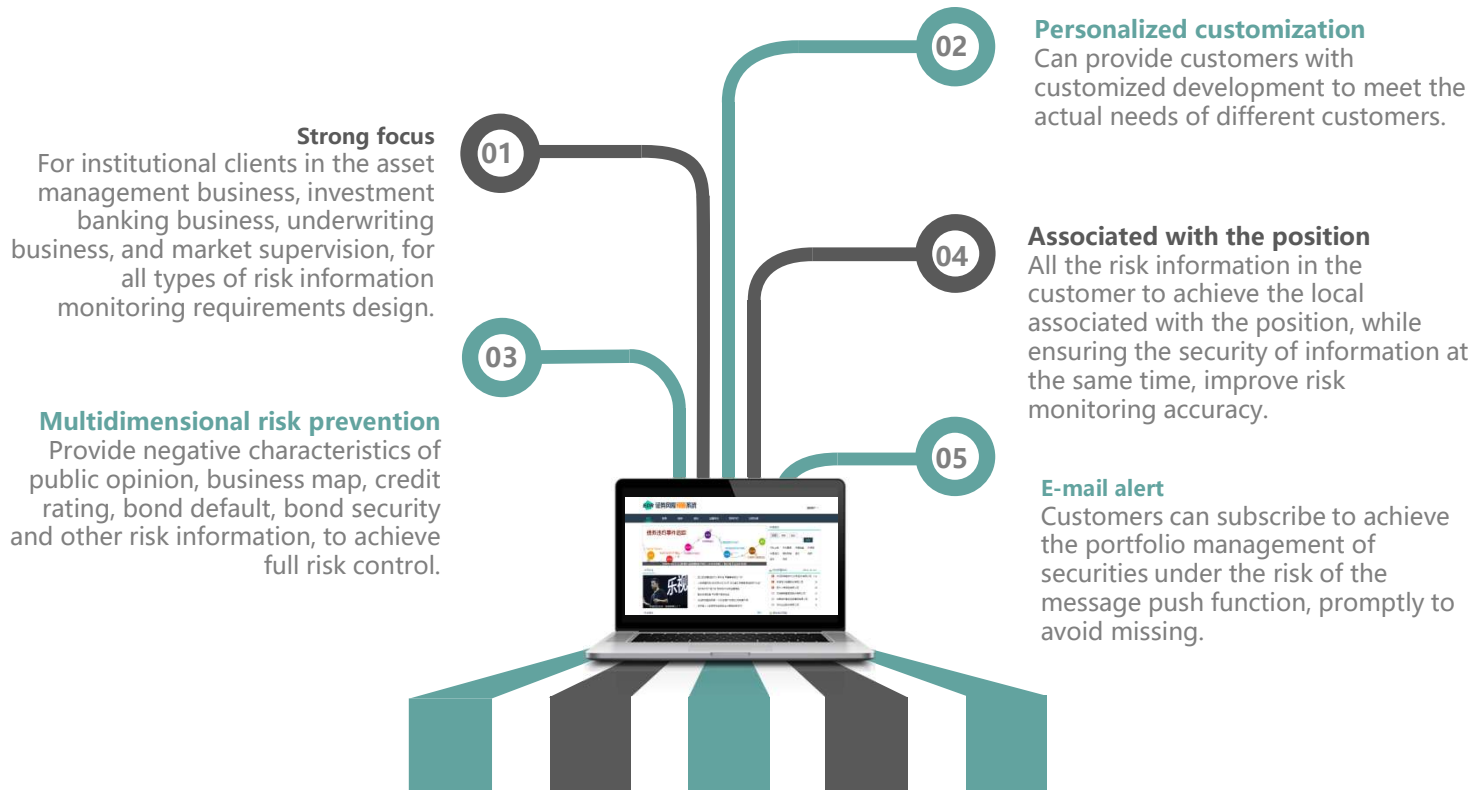 01
Strong focus
For institutional clients in the asset
management business, investment
banking business, underwriting
business, and market supervision, for
all types of risk information
monitoring requirements design.
02
Personalized customization
Can provide customers with
customized development to meet the
actual needs of different customers.
03
Multidimensional risk prevention
Provide negative characteristics of
public opinion, business map, credit
rating, bond default, bond security
and other risk information, to achieve
full risk control.
04
Associated with the position
All the risk information in the
customer to achieve the local
associated with the position, while
ensuring the security of information at
the same time, improve risk
monitoring accuracy.
05
E-mail alert
Customers can subscribe to achieve
the portfolio management of
securities under the risk of the
message push function, promptly to
avoid missing.
乐视